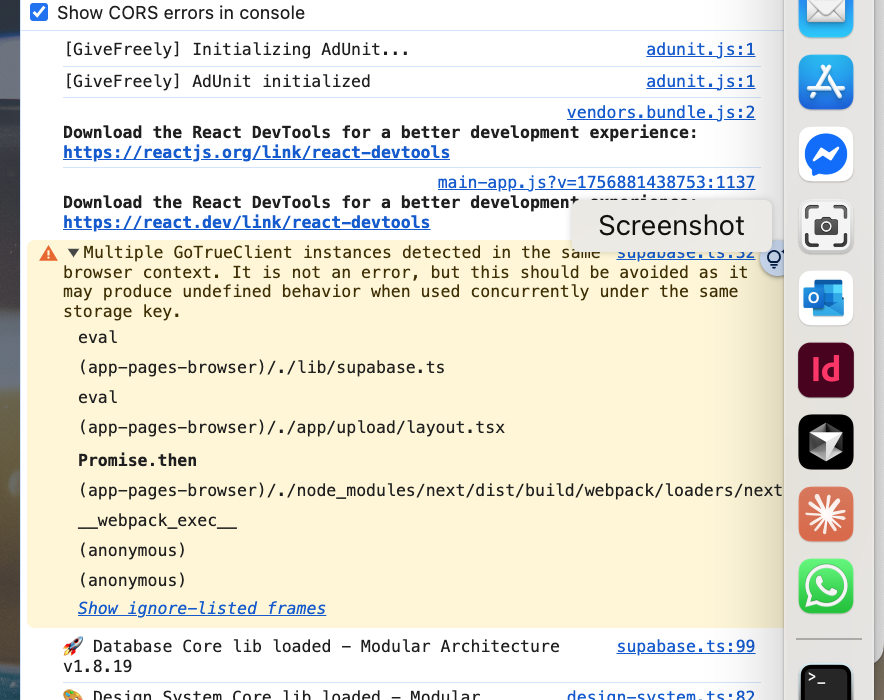 Show CORS errors in console
[GiveFreely] Initializing AdUnit... adunit.js:1
[GiveFreely] AdUnit initialized adunit.js:1
vendors.bundle.js:2
Download the React DevTools for a better development experience:
https://reactjs.org/link/react-devtools
main-app.js?v=1756881438753:1137
Download the React DevTools for a better development experience:
https://react.dev/link/react-devtools
Screenshot
Multiple GoTrueClient instances detected in the same supabase.ts:32
browser context. It is not an error, but this should be avoided as it
may produce undefined behavior when used concurrently under the same
storage key.
eval
(app-pages-browser)/./lib/supabase.ts
eval
(app-pages-browser)/./app/upload/layout.tsx
Promise.then
(app-pages-browser)/./node_modules/next/dist/build/webpack/loaders/next
__webpack_exec__
(anonymous)
(anonymous)
Show ignore-listed frames
🚀 Database Core lib loaded – Modular Architecture supabase.ts:99
v1.8.19
🎨 Design System Core lib loaded – Modular design-system.ts:82
O
Id
>_